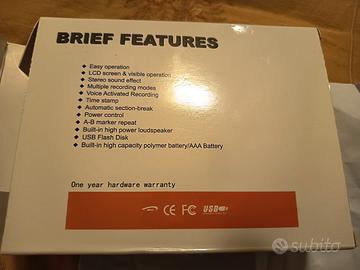 BRIEF FEATURES
Easy operation
LCD screen & visible operation
Stereo sound effect
Multiple recording modes
Voice Activated Recording
Time stamp
Automatic section-break
Power control
A-B marker repeat
Built-in high power loudspeaker
USB Flash Disk
Built-in high capacity polymer battery/AAA Battery
One year hardware warranty
CE FC USB
subito